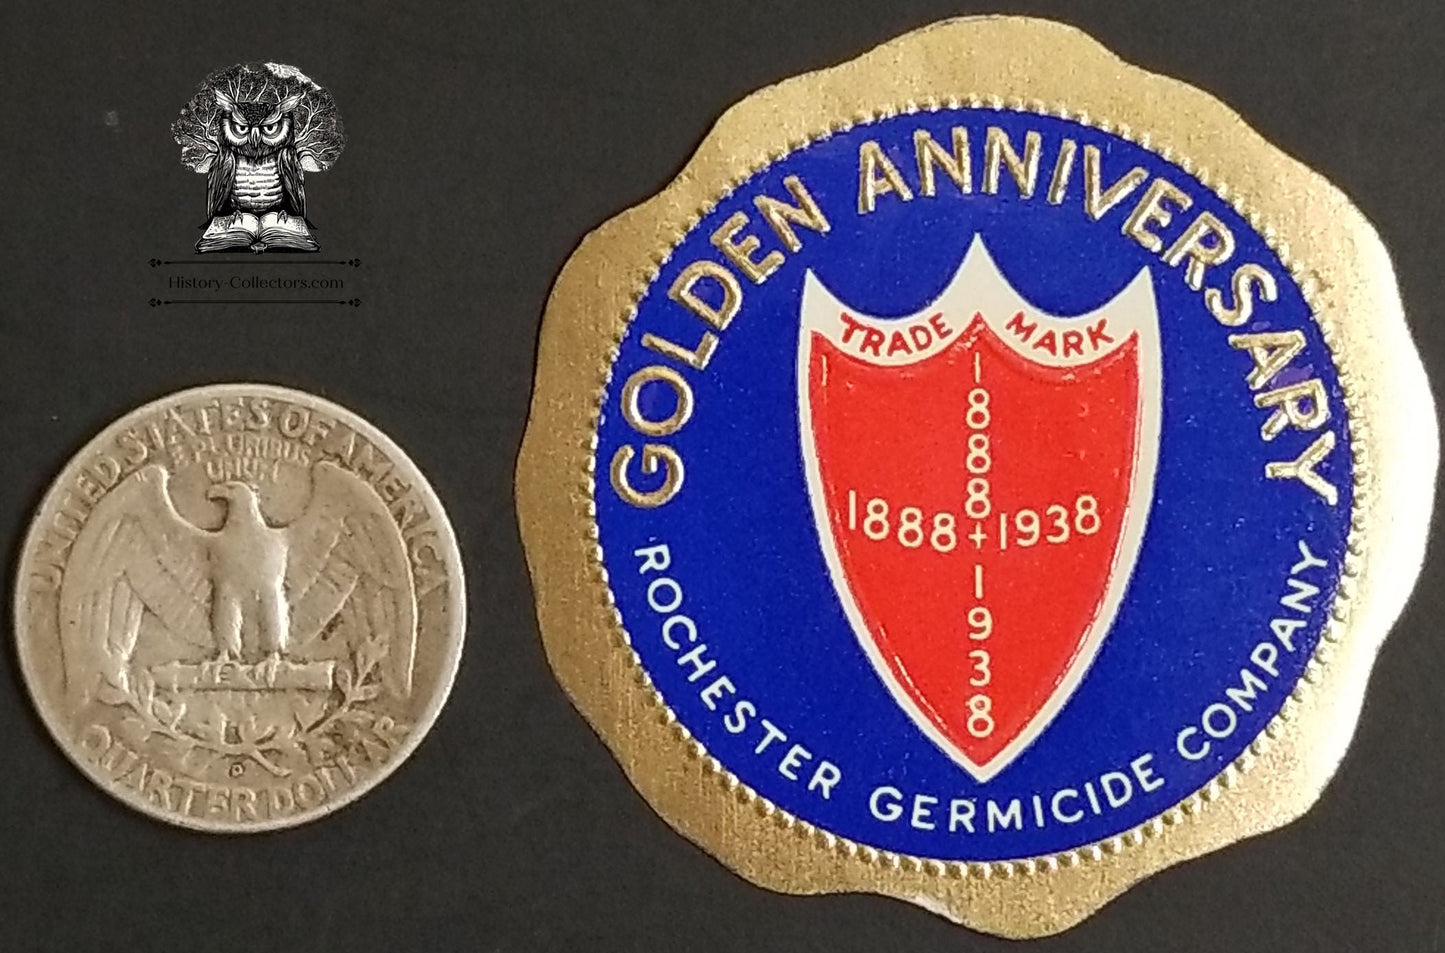 History-Collectors.com
UNITED STATES OF AMERICA
E PLURIBUS
UNUM
D
QUARTER DOLLAR
GOLDEN ANNIVERSARY
TRADE MARK
1888
1888 + 1938
1938
ROCHESTER GERMICIDE COMPANY